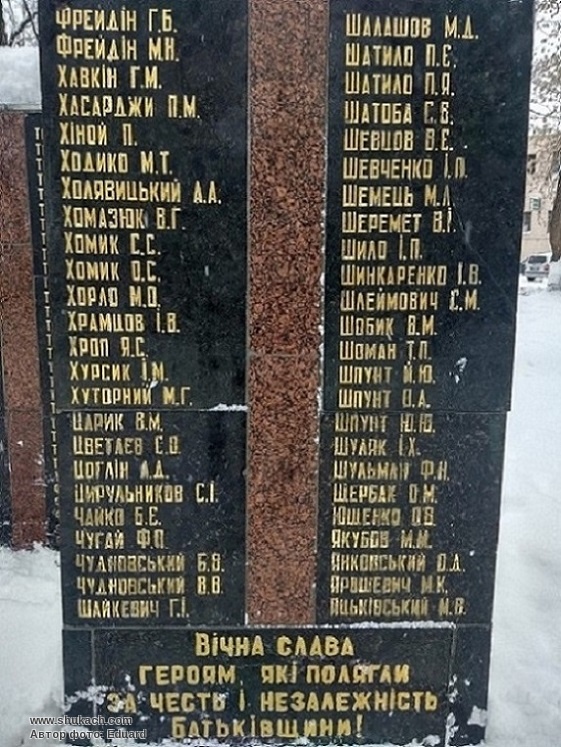 ФРЕЙДІН Г.Б.
ФРЕЙДІН М.Н.
ХАВКІН Г.И.
ХАСАРДЖИ П.М.
ХІНОЙ П.
ХОДИКО М.Т.
ХОЛЯВИЦЬКИЙ А.А.
ХОМАЗЮК В.Г.
ХОМИК С.С.
ХОМИК О.С.
ХОРЛО М.О.
ХРАМЦОВ І.В.
ХРОП Я.С.
ХУРСИК І.М.
ХУТОРНИЙ М.Г.
ЦАРИК В.М.
ЦВЕТАЄВ Є.О.
ЦОГЛІН Л.Д.
ЦИРУЛЬНИКОВ С.І.
ЧАЙКО Б.Є.
ЧУГАЙ Ф.П.
ЧУДНОВСЬКИЙ Б.В.
ЧУДНОВСЬКИЙ В.В.
ШАЙКЕВИЧ Г.І.
ШАЛАШОВ М.Д.
ШАТИЛО П.Є.
ШАТИЛО П.Я.
ШАТОБА С.В.
ШЕВЦОВ В.Є.
ШЕВЧЕНКО І.П.
ШЕМЕЦЬ М.Л.
ШЕРЕМЕТ В.І.
ШИЛО І.П.
ШИНКАРЕНКО І.В.
ШЛЕЙМОВИЧ С.М.
ШОБИК В.М.
ШОМАН Т.П.
ШПУНТ Й.Ю.
ШПУНТ В.А.
ШПУНТ Ю.Ю.
ШУЛЯК І.Х.
ШУЛЬМАН Ф.Н.
ЩЕРБАК О.М.
ЮЩЕНКО О.В.
ЯКУБОВ М.М.
ЯНКОВСЬКИЙ О.Д.
ЯРОШЕВИЧ М.К.
ЯЦЬКІВСЬКИЙ М.В.
ВІЧНА СЛАВА
ГЕРОЯМ, ЯКІ ПОЛЯГЛИ
ЗА ЧЕСТЬ І НЕЗАЛЕЖНІСТЬ
БАТЬКІВЩИНИ!
www.shukach.com
Автор фото: Eduard